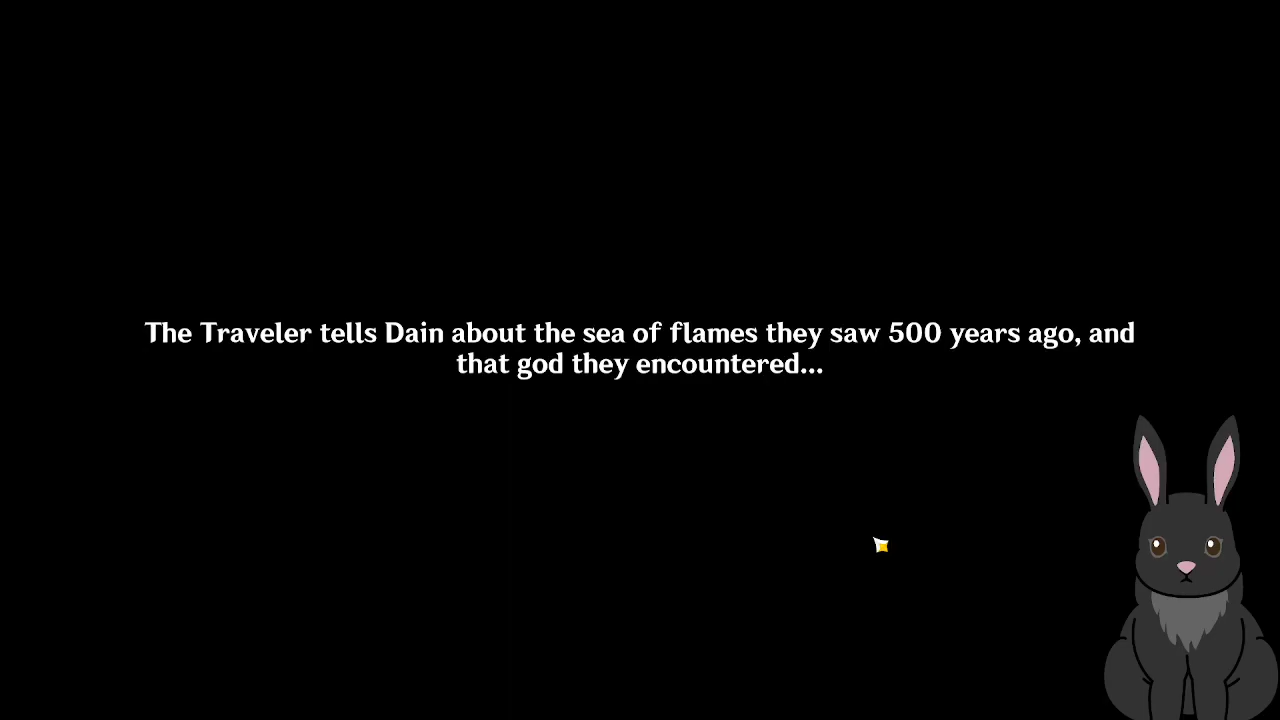 The Traveler tells Dain about the sea of flames they saw 500 years ago, and
that god they encountered...